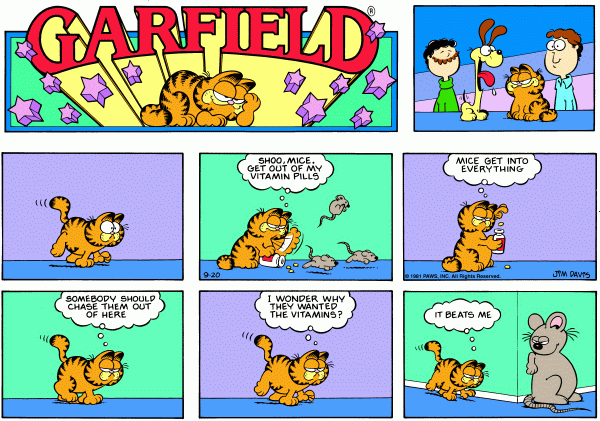 GARFIELD®
SHOO, MICE.
GET OUT OF MY
VITAMIN PILLS
9-20
MICE GET INTO
EVERYTHING
© 1981 PAWS, INC. All Rights Reserved.
JIM DAVIS
SOMEBODY SHOULD
CHASE THEM OUT
OF HERE
I WONDER WHY
THEY WANTED
THE VITAMINS?
IT BEATS ME